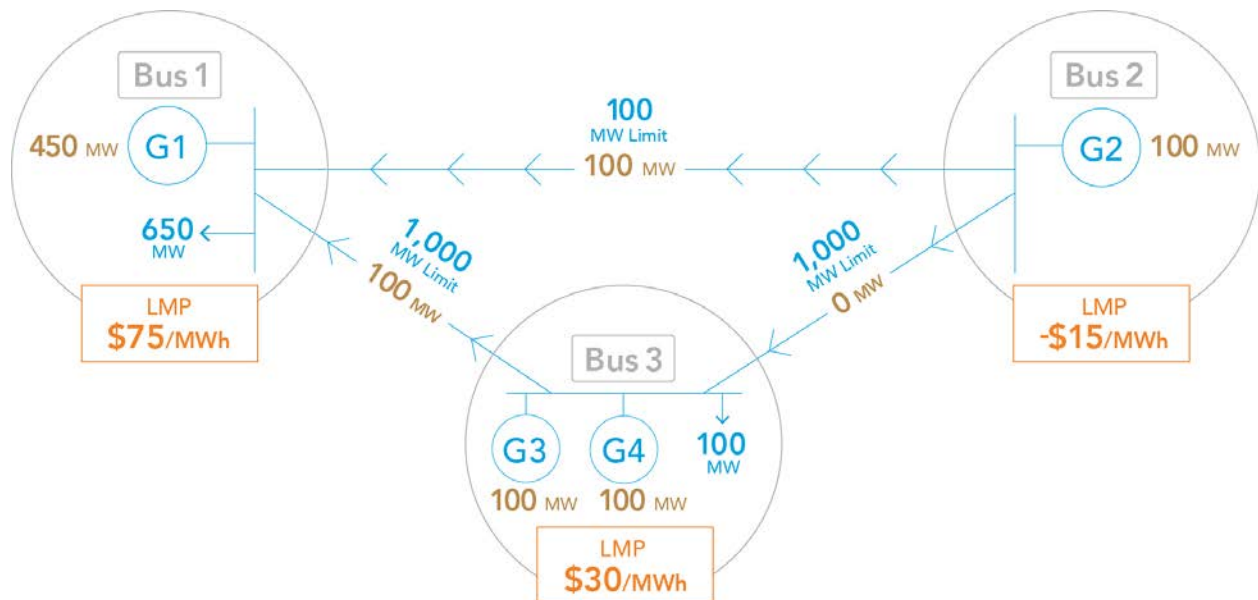 Bus 1
Bus 2
100
MW Limit
100 MW
450 MW
G1
G2
100 MW
650
MW
1,000
MW Limit
100 MW
1,000
MW Limit
0 MW
LMP
$75/MWh
LMP
-$15/MWh
Bus 3
G3
G4
100
MW
100 MW
100 MW
LMP
$30/MWh